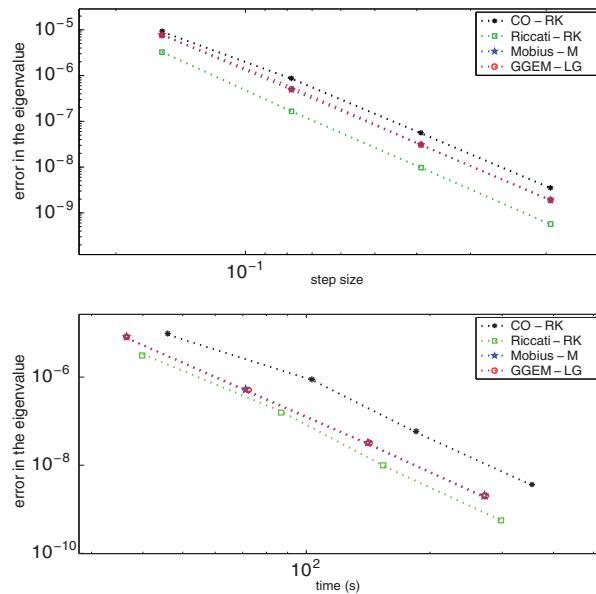 error in the eigenvalue
10^-5
10^-6
10^-7
10^-8
10^-9
CO – RK
Riccati – RK
Mobius – M
GGEM – LG
10^-1
step size
error in the eigenvalue
10^-6
10^-8
10^-10
CO – RK
Riccati – RK
Mobius – M
GGEM – LG
10^2
time (s)